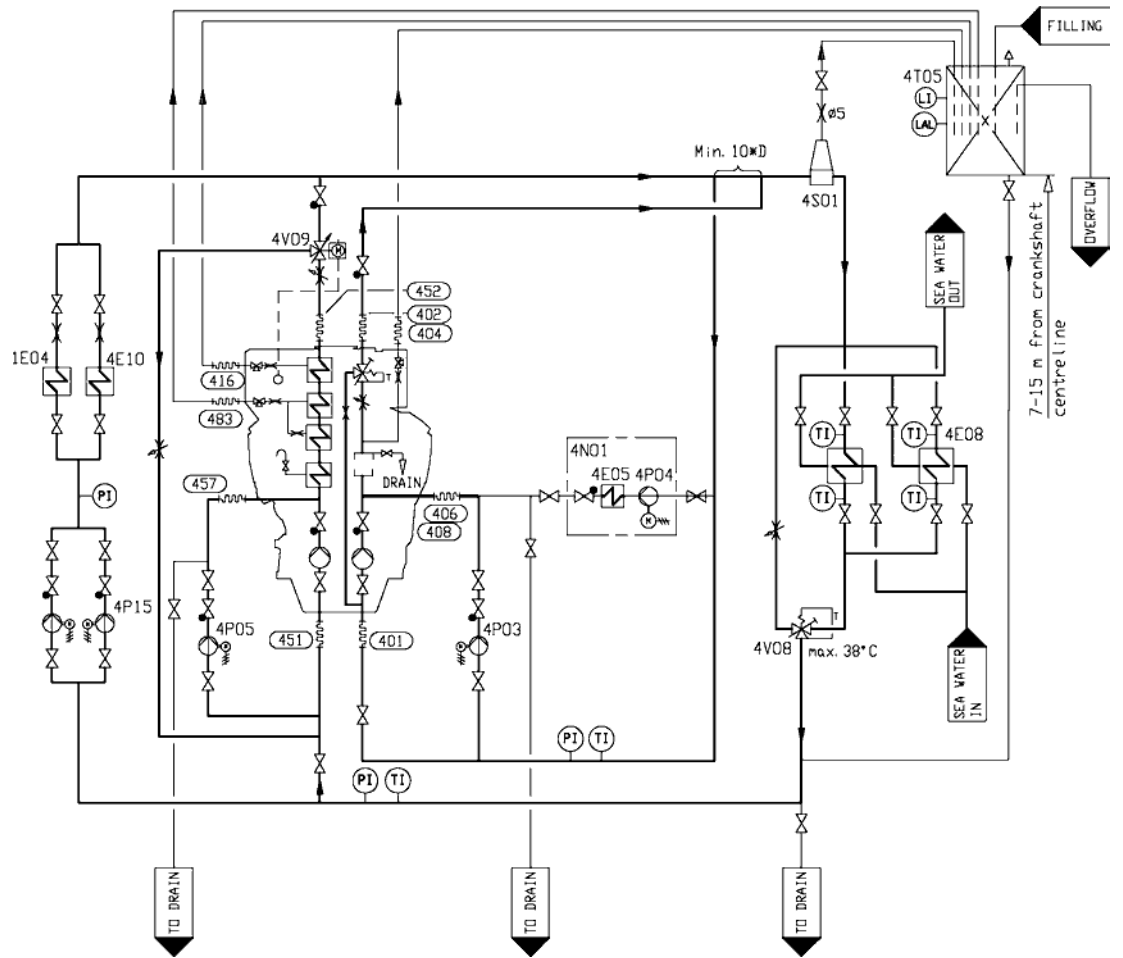 FILLING
4T05
LI
LAL
ø5
Min. 10*D
4S01
OVERFLOW
SEA WATER
OUT
7-15 m from crankshaft
centreline
4V09
M
452
402
404
1E04
4E10
416
T
483
4N01
TI
TI
4E08
DRAIN
4E05
4P04
457
PI
406
408
TI
TI
M
4P15
4P05
451
401
4P03
M
M
M
M
T
4V08
max. 38°C
SEA WATER
IN
PI
TI
PI
TI
TO DRAIN
TO DRAIN
TO DRAIN